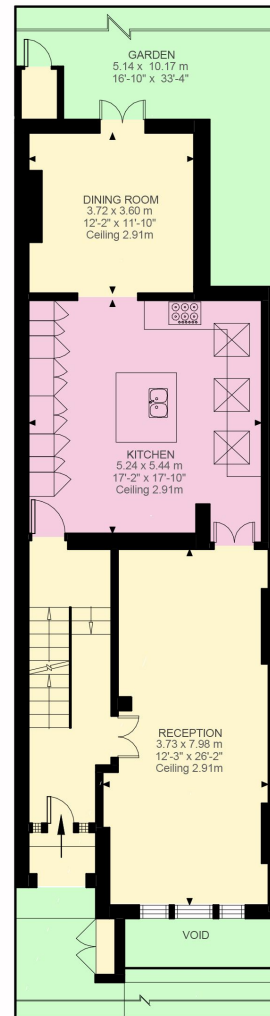 GARDEN
5.14 x 10.17 m
16'-10" x 33'-4"
DINING ROOM
3.72 x 3.60 m
12'-2" x 11'-10"
Ceiling 2.91m
KITCHEN
5.24 x 5.44 m
17'-2" x 17'-10"
Ceiling 2.91m
RECEPTION
3.73 x 7.98 m
12'-3" x 26'-2"
Ceiling 2.91m
VOID